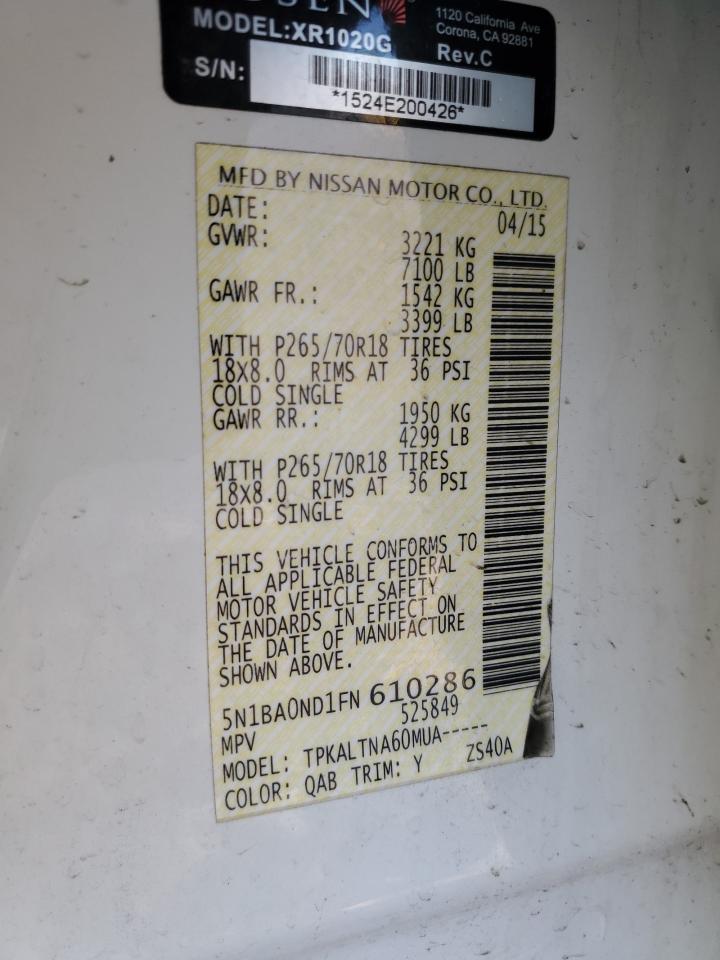 1120 California Ave
MODEL:XR1020G
Corona, CA 92881
Rev.C
S/N:
*1524E200426*
MFD BY NISSAN MOTOR CO., LTD.
DATE: 04/15
GVWR: 3221 KG
7100 LB
GAWR FR.: 1542 KG
3399 LB
WITH P265/70R18 TIRES
18X8.0 RIMS AT 36 PSI
COLD SINGLE
GAWR RR.: 1950 KG
4299 LB
WITH P265/70R18 TIRES
18X8.0 RIMS AT 36 PSI
COLD SINGLE
THIS VEHICLE CONFORMS TO
ALL APPLICABLE FEDERAL
MOTOR VEHICLE SAFETY
STANDARDS IN EFFECT ON
THE DATE OF MANUFACTURE
SHOWN ABOVE.
5N1BA0ND1FN 610286
525849
MPV
MODEL: TPKALTNA60MUA-----
COLOR: QAB TRIM: Y ZS40A